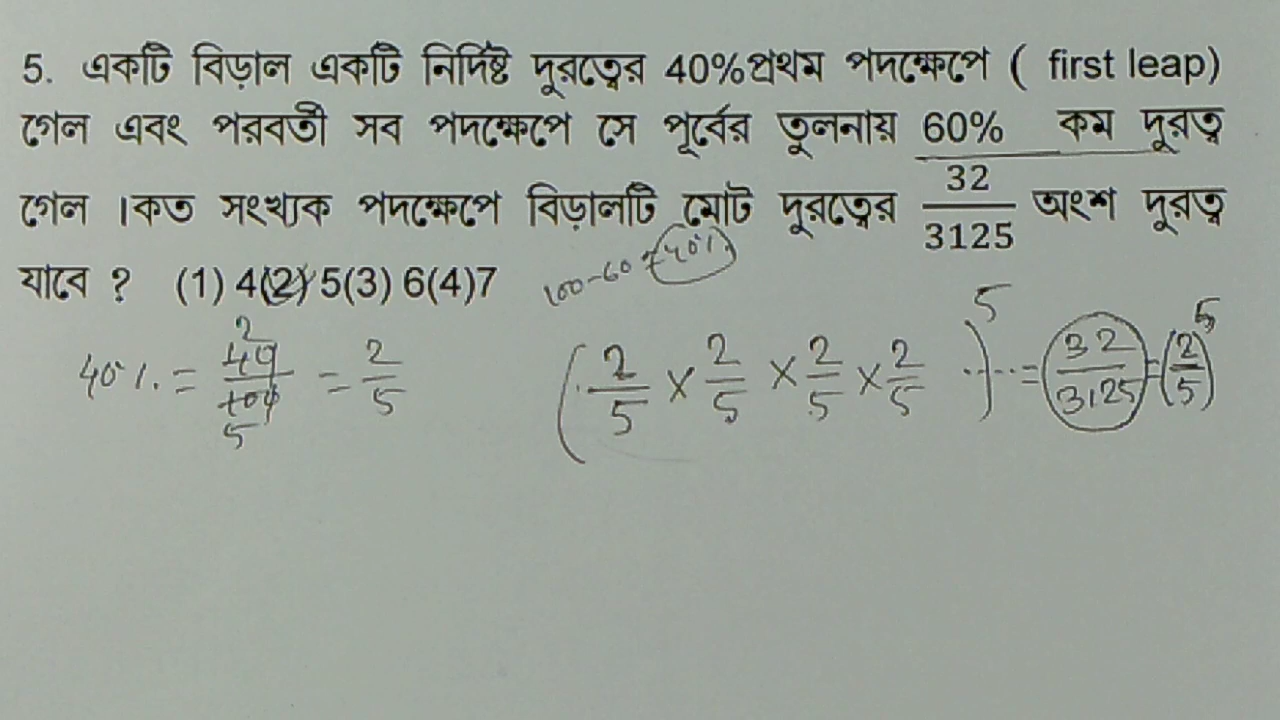 5. একটি বিড়াল একটি নির্দিষ্ট দূরত্বের 40%প্রথম পদক্ষেপে ( first leap)
গেল এবং পরবর্তী সব পদক্ষেপে সে পূর্বের তুলনায় 60% কম দূরত্ব
গেল ।কত সংখ্যক পদক্ষেপে বিড়ালটি মোট দূরত্বের 32/3125 অংশ দূরত্ব
যাবে ? (1) 4(2) 5(3) 6(4)7
100-60 = 40%
40%. = 40/100 = 2/5
2 5
(2/5 × 2/5 × 2/5 × 2/5 ......)^5 = 32/3125 = (2/5)^5